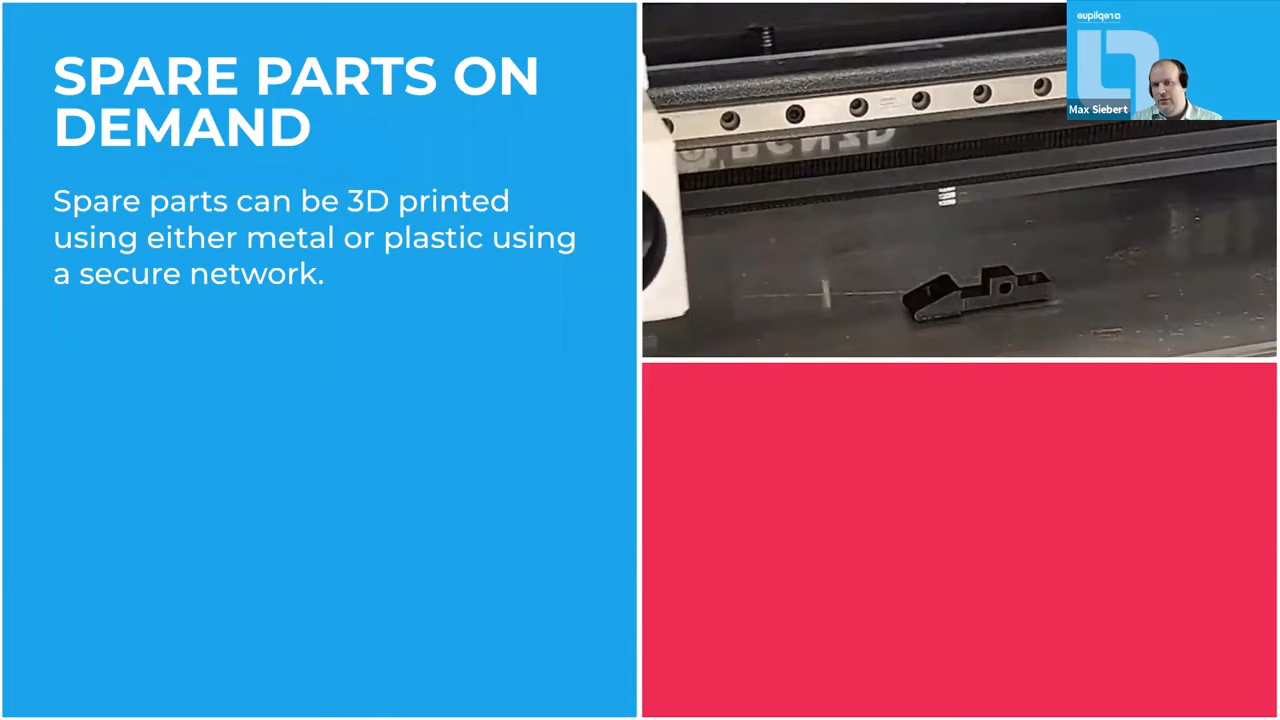 SPARE PARTS ON
DEMAND
Spare parts can be 3D printed
using either metal or plastic using
a secure network.
Max Siebert